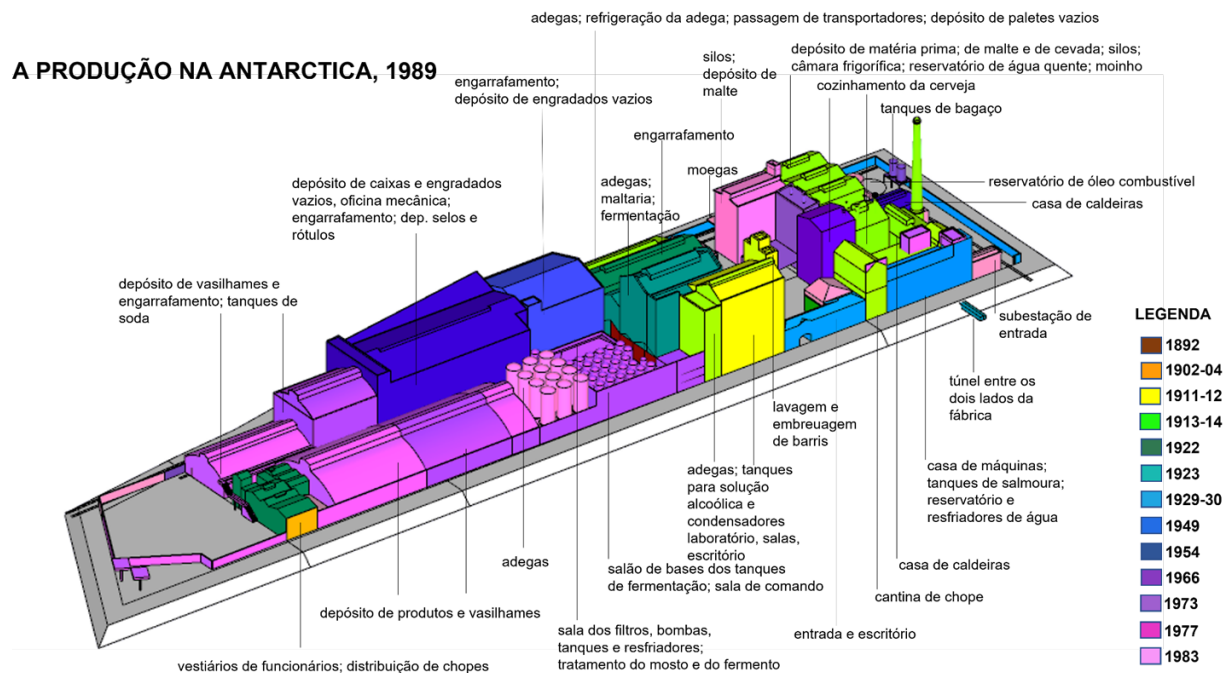 A PRODUÇÃO NA ANTARCTICA, 1989
adegas; refrigeração da adega; passagem de transportadores; depósito de paletes vazios
engarrafamento;
depósito de engradados vazios
silos;
depósito de
malte
depósito de matéria prima; de malte e de cevada; silos;
câmara frigorífica; reservatório de água quente; moinho
cozinhamento da cerveja
tanques de bagaço
engarrafamento
moegas
adegas;
maltaria;
fermentação
depósito de caixas e engradados
vazios, oficina mecânica;
engarrafamento; dep. selos e
rótulos
reservatório de óleo combustível
casa de caldeiras
depósito de vasilhames e
engarrafamento; tanques de
soda
subestação de
entrada
túnel entre os
dois lados da
fábrica
lavagem e
embreuagem de
barris
casa de máquinas;
tanques de salmoura;
reservatório e
resfriadores de água
adegas; tanques
para solução
alcoólica e
condensadores
laboratório, salas,
escritório
adegas
salão de bases dos tanques
de fermentação; sala de comando
casa de caldeiras
cantina de chope
depósito de produtos e vasilhames
sala dos filtros, bombas,
tanques e resfriadores;
tratamento do mosto e do fermento
entrada e escritório
vestiários de funcionários; distribuição de chopes
LEGENDA
1892
1902-04
1911-12
1913-14
1922
1923
1929-30
1949
1954
1966
1973
1977
1983